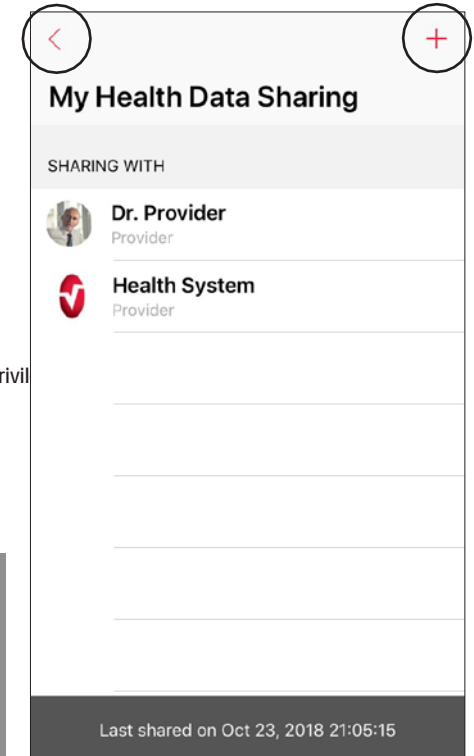 My Health Data Sharing
SHARING WITH
Dr. Provider
Provider
Health System
Provider
rivil
Last shared on Oct 23, 2018 21:05:15